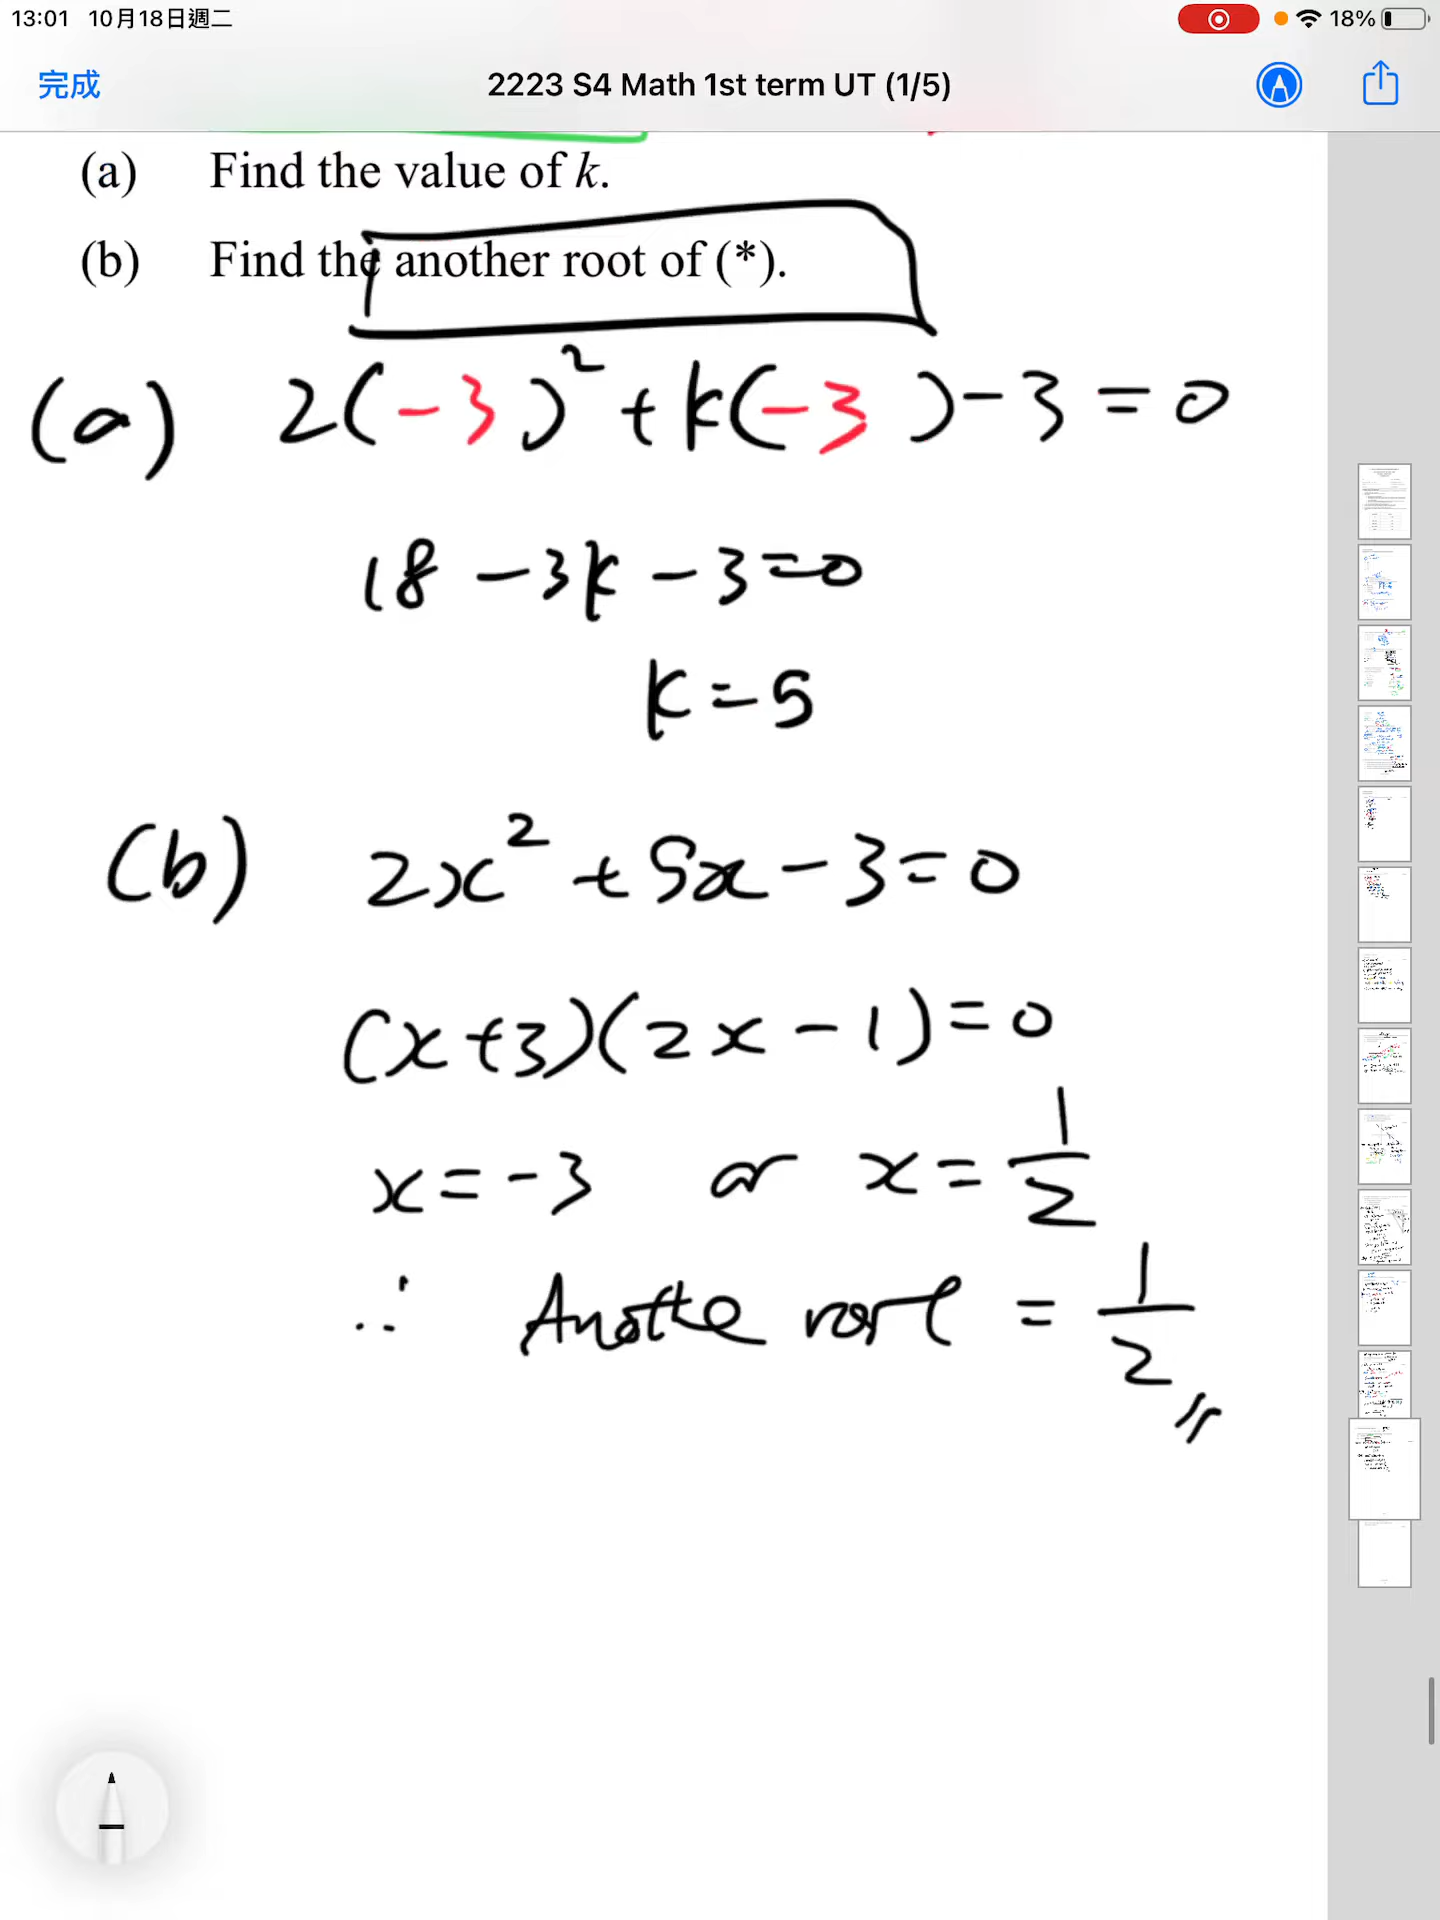 13:01 10月18日週二
18%
完成
2223 S4 Math 1st term UT (1/5)
(a) Find the value of k.
(b) Find the another root of (*).
(a) 2(-3)² + k(-3) - 3 = 0
18 - 3k - 3 = 0
k = 5
(b) 2x² + 5x - 3 = 0
(x+3)(2x-1) = 0
x = -3 or x = 1/2
∴ Another root = 1/2